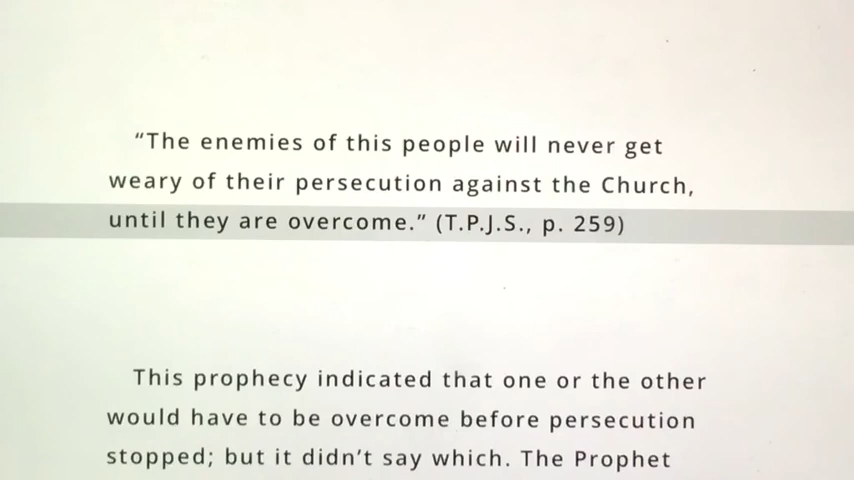 “The enemies of this people will never get
weary of their persecution against the Church,
until they are overcome.” (T.P.J.S., p. 259)
This prophecy indicated that one or the other
would have to be overcome before persecution
stopped; but it didn’t say which. The Prophet